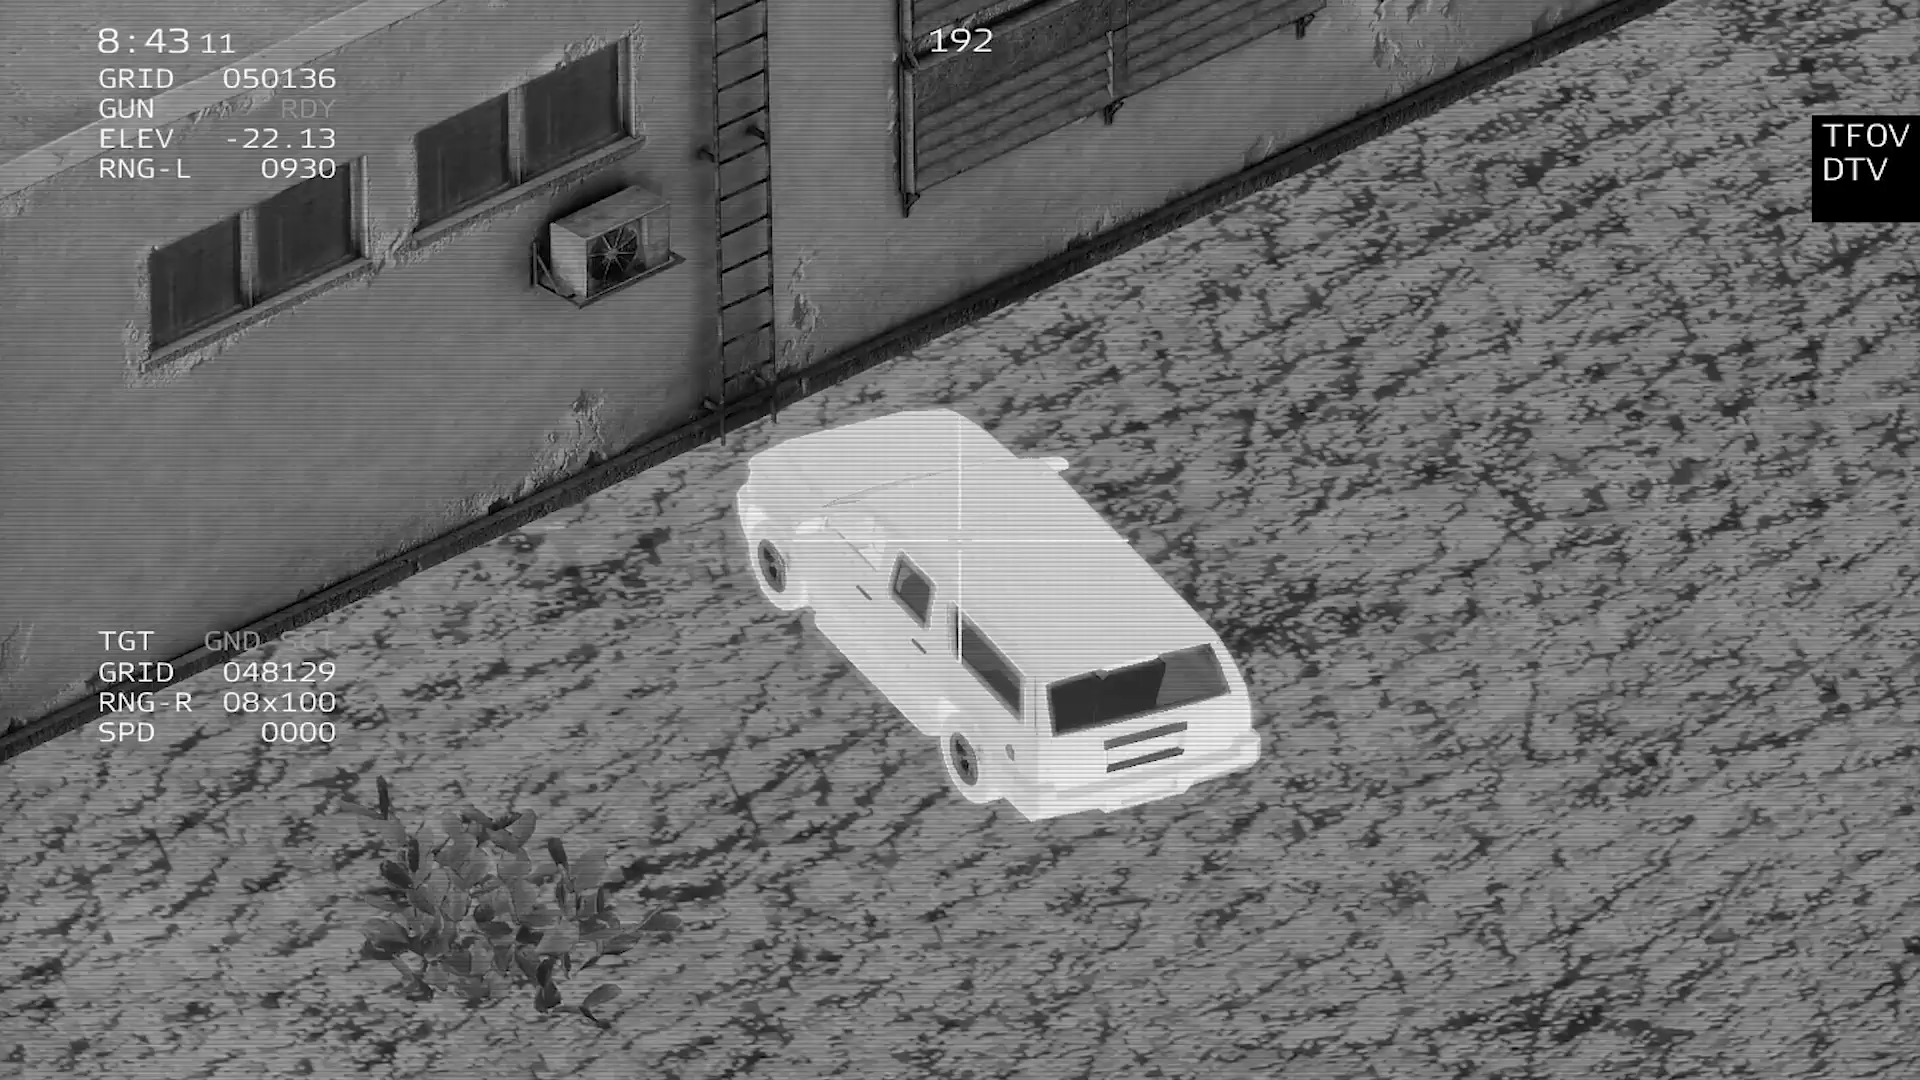 8:43 11
GRID 050136
GUN RDY
ELEV -22.13
RNG-L 0930
192
TFOV
DTV
TGT GND
GRID 048129
RNG-R 08x100
SPD 0000